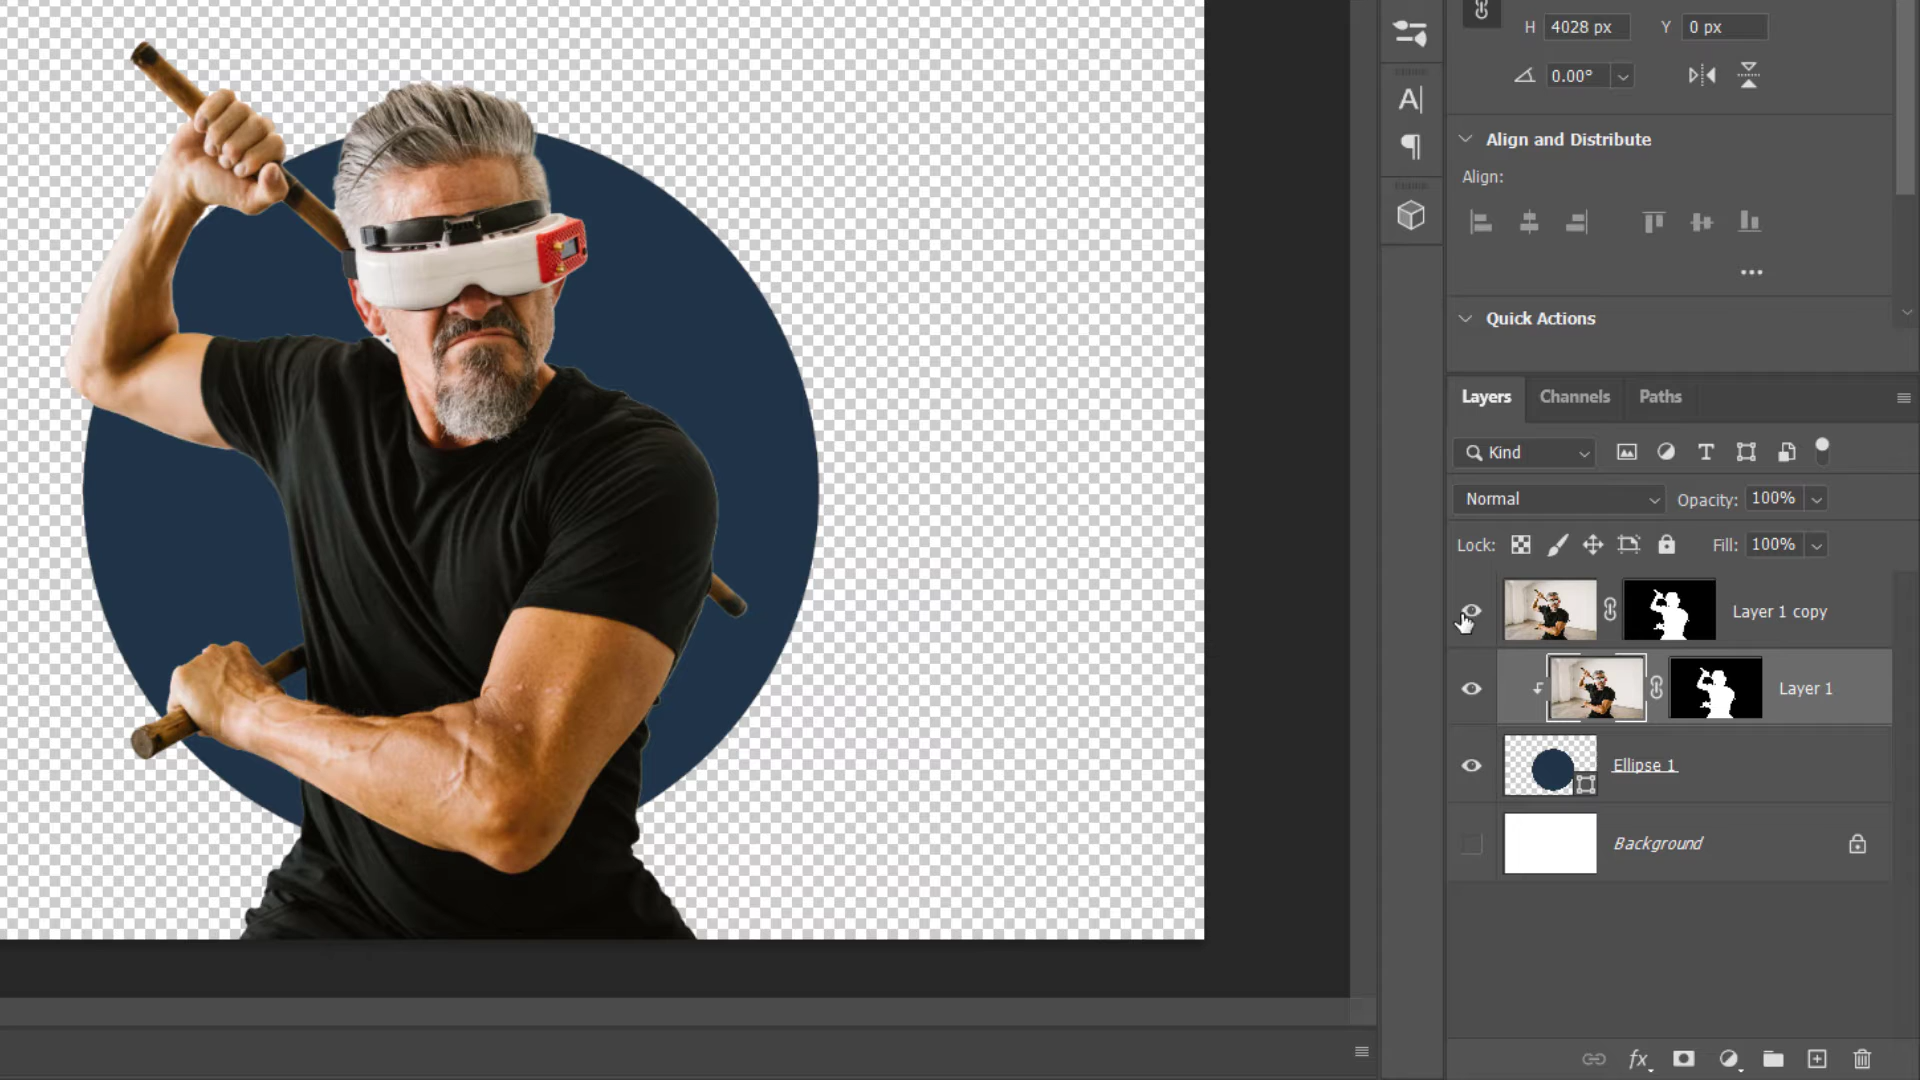 H 4028 px Y 0 px
0.00°
Align and Distribute
Align:
Quick Actions
Layers Channels Paths
Kind
Normal Opacity: 100%
Lock: Fill: 100%
Layer 1 copy
Layer 1
Ellipse 1
Background
fx